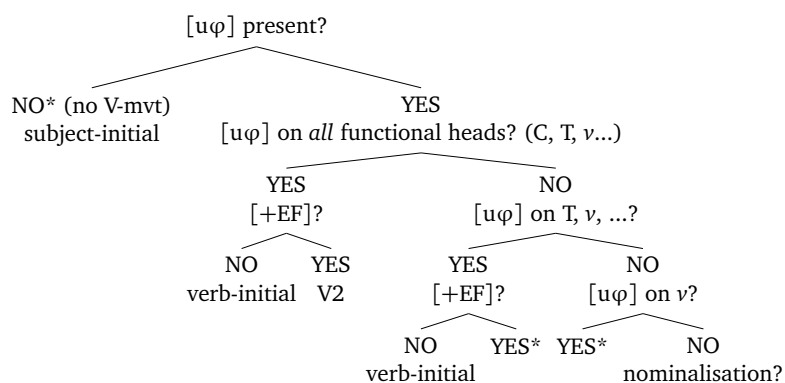 [uφ] present?
NO* (no V-mvt) YES
subject-initial [uφ] on all functional heads? (C, T, v...)
YES NO
[+EF]? [uφ] on T, v, ...?
NO YES YES NO
verb-initial V2 [+EF]? [uφ] on v?
NO YES* YES* NO
verb-initial nominalisation?